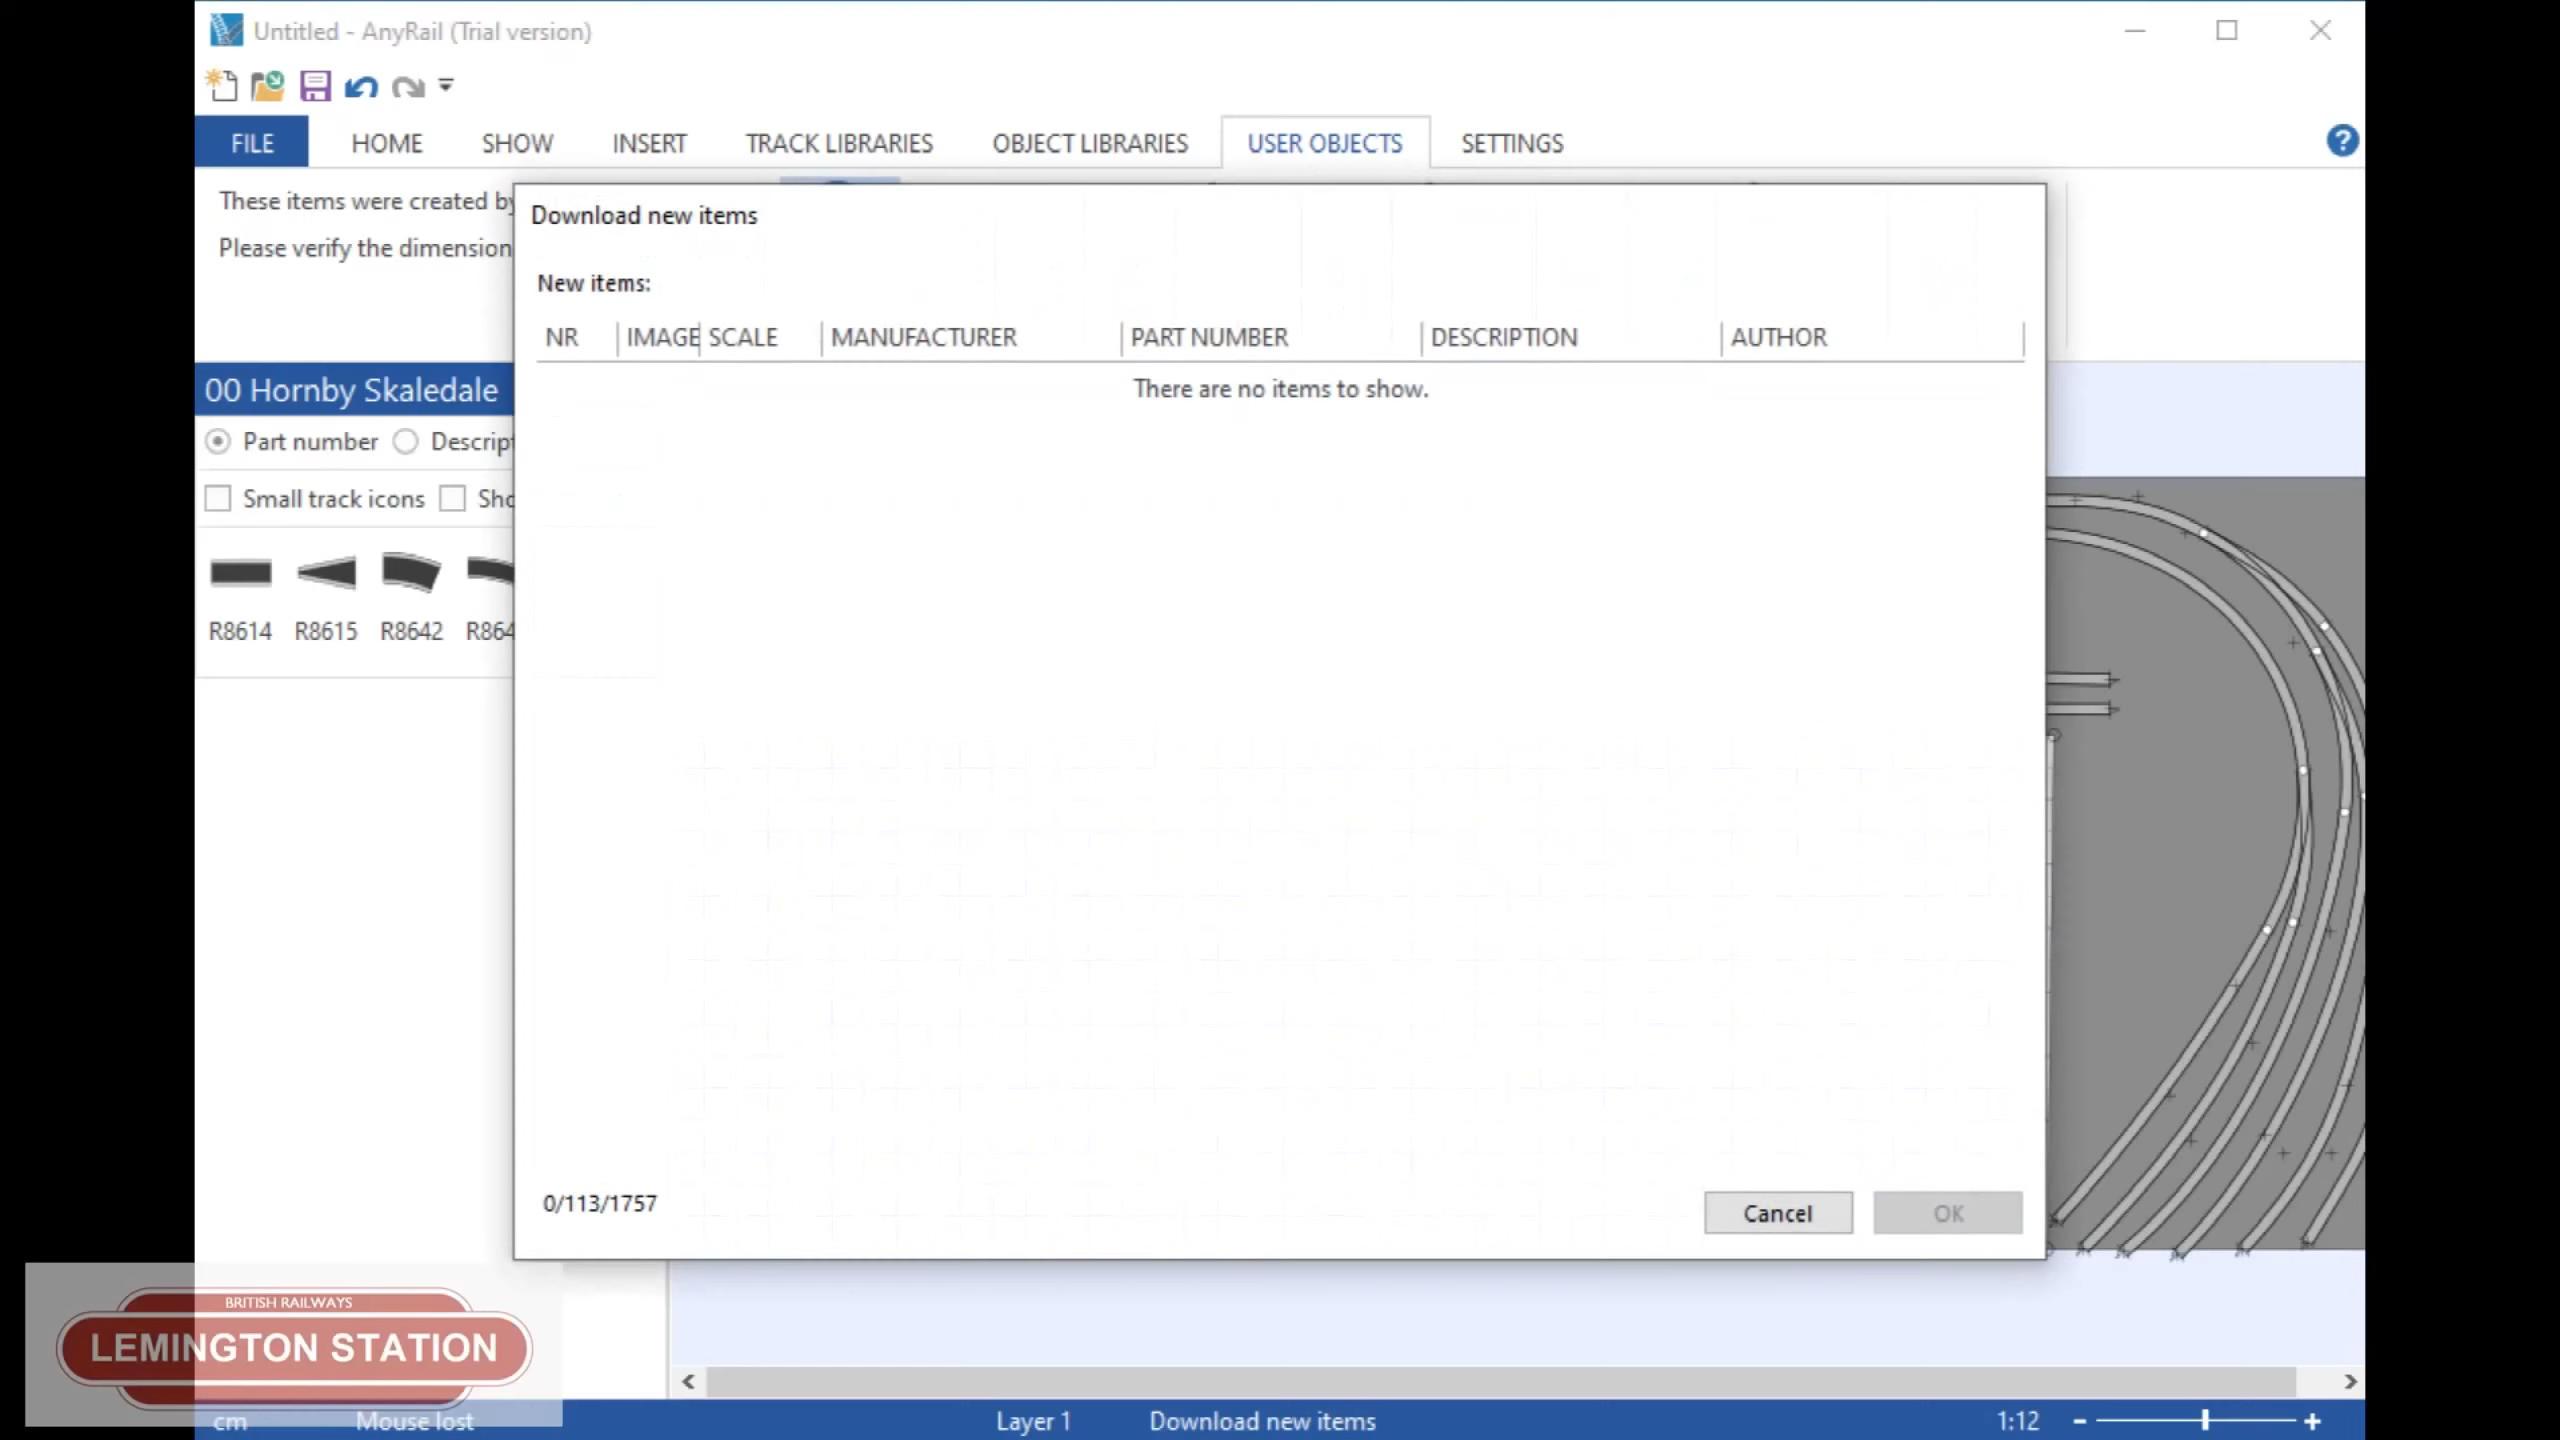 Untitled - AnyRail (Trial version)
FILE HOME SHOW INSERT TRACK LIBRARIES OBJECT LIBRARIES USER OBJECTS SETTINGS ?
These items were created by
Please verify the dimension
Download new items
New items:
NR IMAGE SCALE MANUFACTURER PART NUMBER DESCRIPTION AUTHOR
There are no items to show.
00 Hornby Skaledale
Part number Descript
Small track icons Sho
R8614 R8615 R8642 R864
0/113/1757
Cancel OK
BRITISH RAILWAYS
LEMINGTON STATION
cm Mouse lost Layer 1 Download new items 1:12